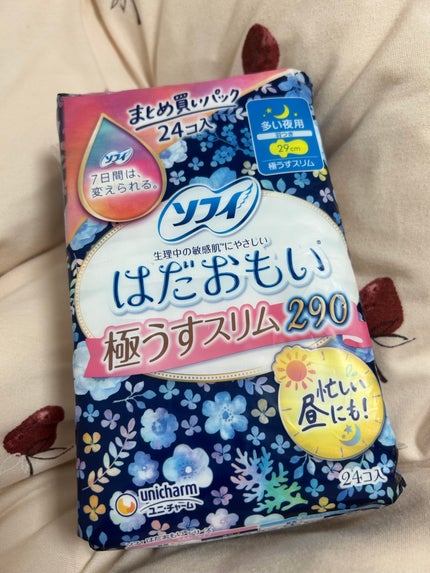 まとめ買いパック
24コ入
ソフィ
7日間は、
変えられる。
多い夜用
羽つき
29cm
極うすスリム
ソフィ
生理中の敏感肌にやさしい
はだおもい®
極うすスリム 290
忙しい
昼にも!
24コ入
unicharm
ユニ・チャーム